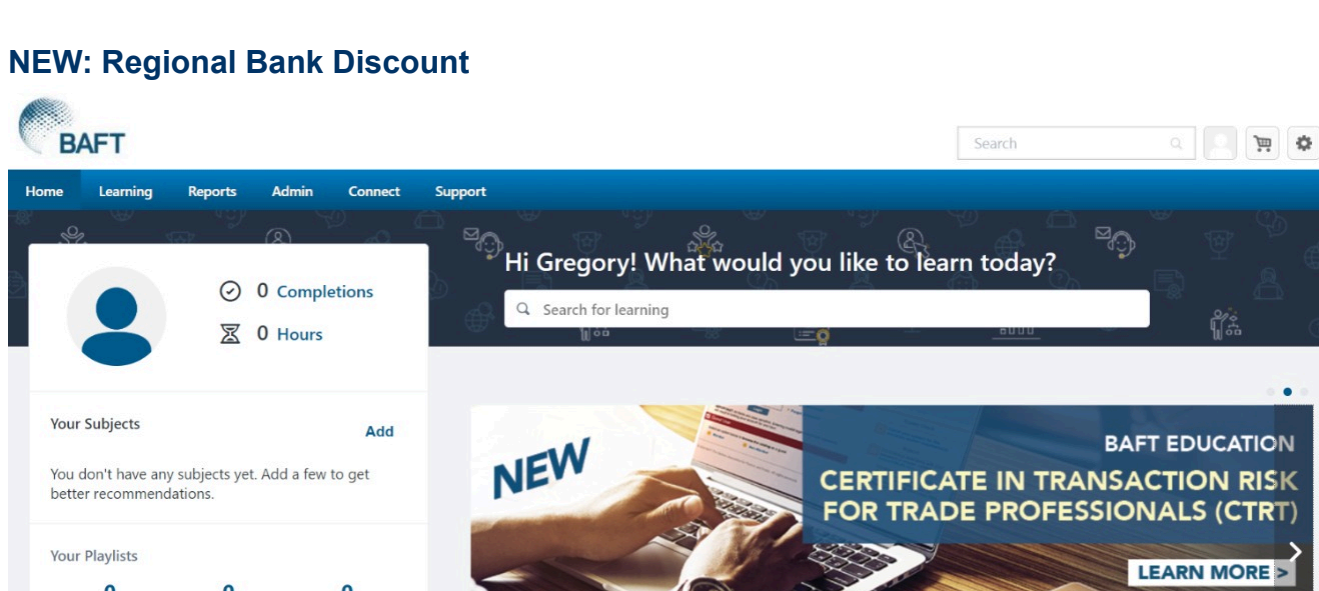 NEW: Regional Bank Discount
BAFT
Search
Home Learning Reports Admin Connect Support
Hi Gregory! What would you like to learn today?
Search for learning
0 Completions
0 Hours
Your Subjects
Add
You don't have any subjects yet. Add a few to get
better recommendations.
Your Playlists
NEW
BAFT EDUCATION
CERTIFICATE IN TRANSACTION RISK
FOR TRADE PROFESSIONALS (CTRT)
LEARN MORE >